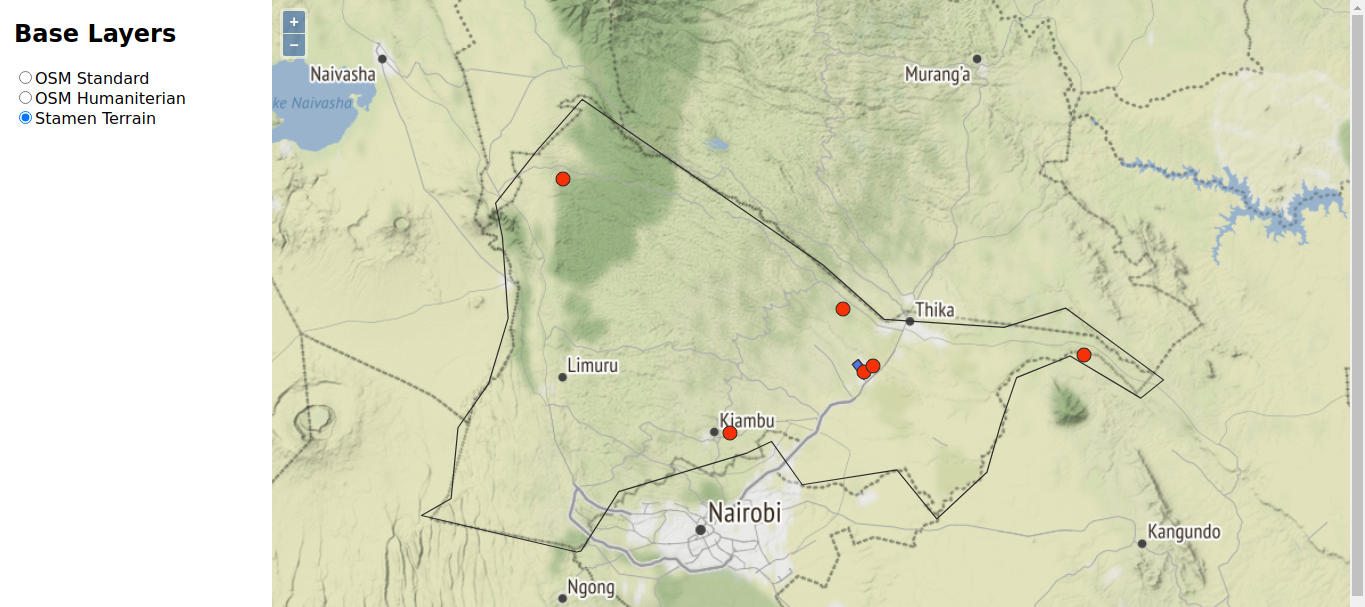 Base Layers
OSM Standard
OSM Humaniterian
Stamen Terrain
+
−
Naivasha
ke Naivasha
Murang'a
Thika
Limuru
Kiambu
Nairobi
Kangundo
Ngong